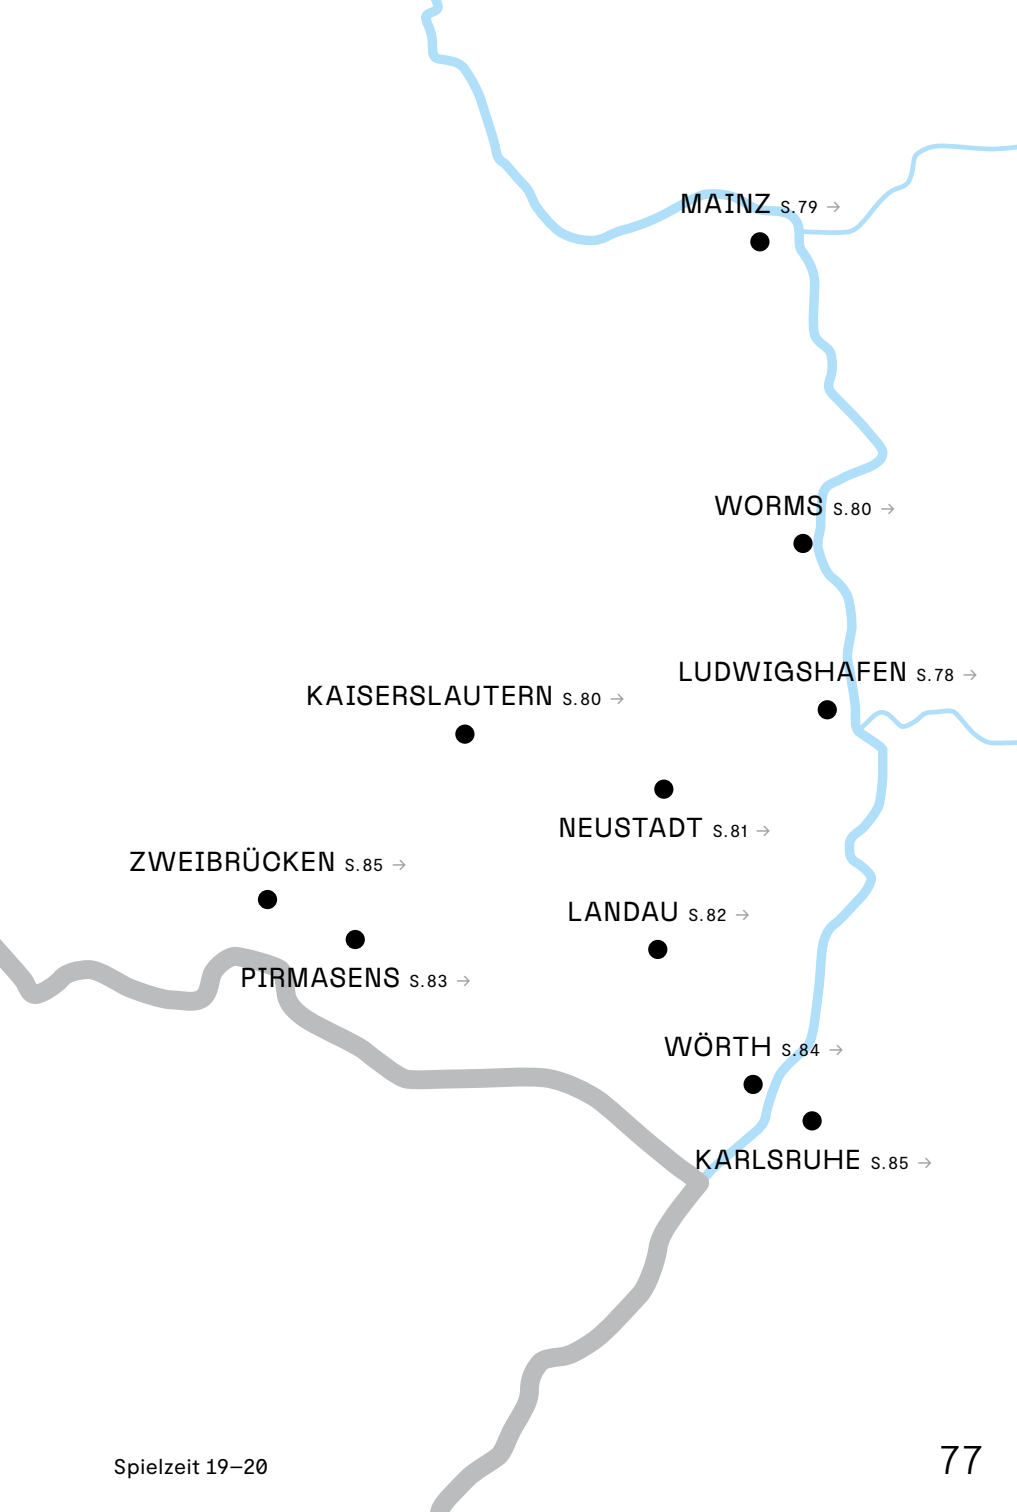 MAINZ S.79 →
WORMS S.80 →
LUDWIGSHAFEN S.78 →
KAISERSLAUTERN S.80 →
NEUSTADT S.81 →
ZWEIBRÜCKEN S.85 →
LANDAU S.82 →
PIRMASENS S.83 →
WÖRTH S.84 →
KARLSRUHE S.85 →
Spielzeit 19–20
77